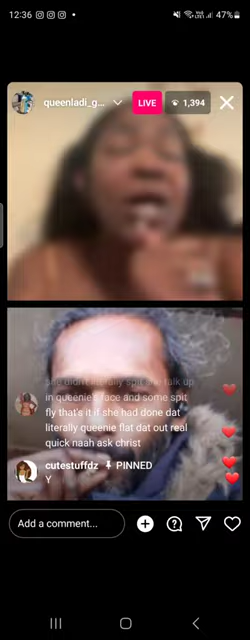 12:36
47%
queenladi_g...
LIVE
1,394
she didn't literally spit she talk up
in queenie's face and some spit
fly that's it if she had done dat
literally queenie flat dat out real
quick naah ask christ
cutestuffdz PINNED
Y
Add a comment...